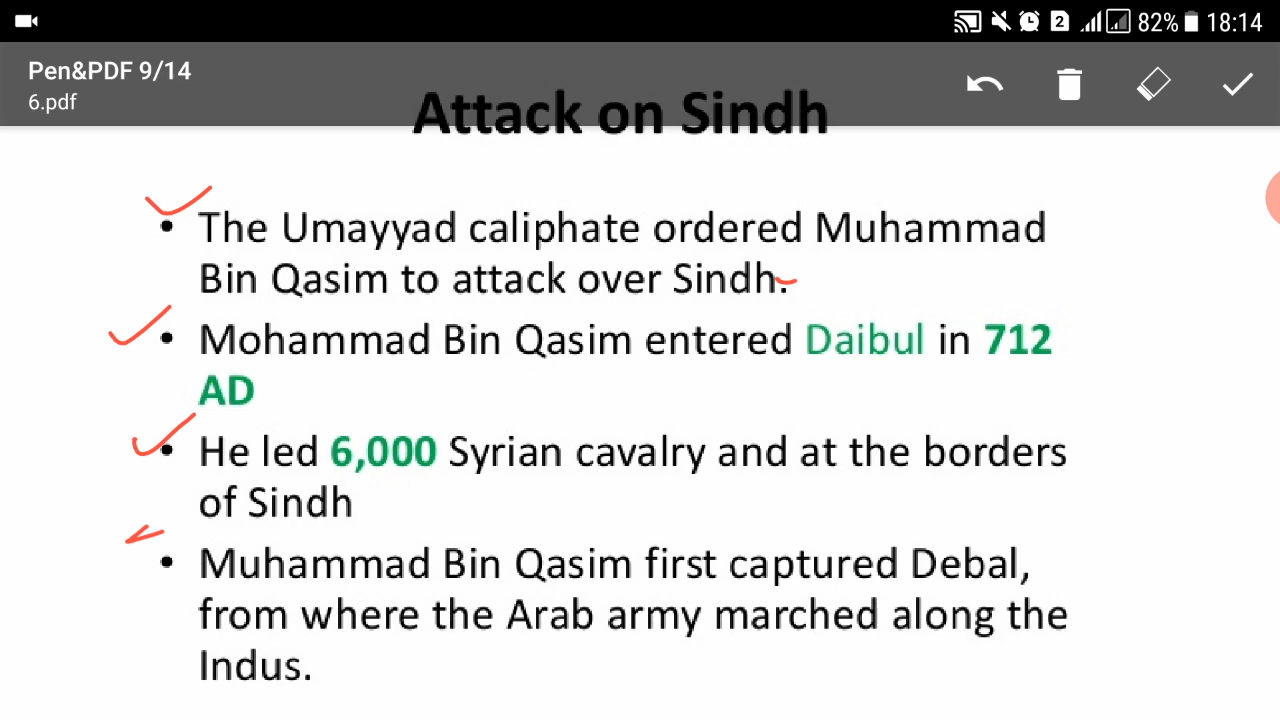 82% 18:14
Pen&PDF 9/14
6.pdf
Attack on Sindh
• The Umayyad caliphate ordered Muhammad
Bin Qasim to attack over Sindh.
• Mohammad Bin Qasim entered Daibul in 712
AD
• He led 6,000 Syrian cavalry and at the borders
of Sindh
• Muhammad Bin Qasim first captured Debal,
from where the Arab army marched along the
Indus.